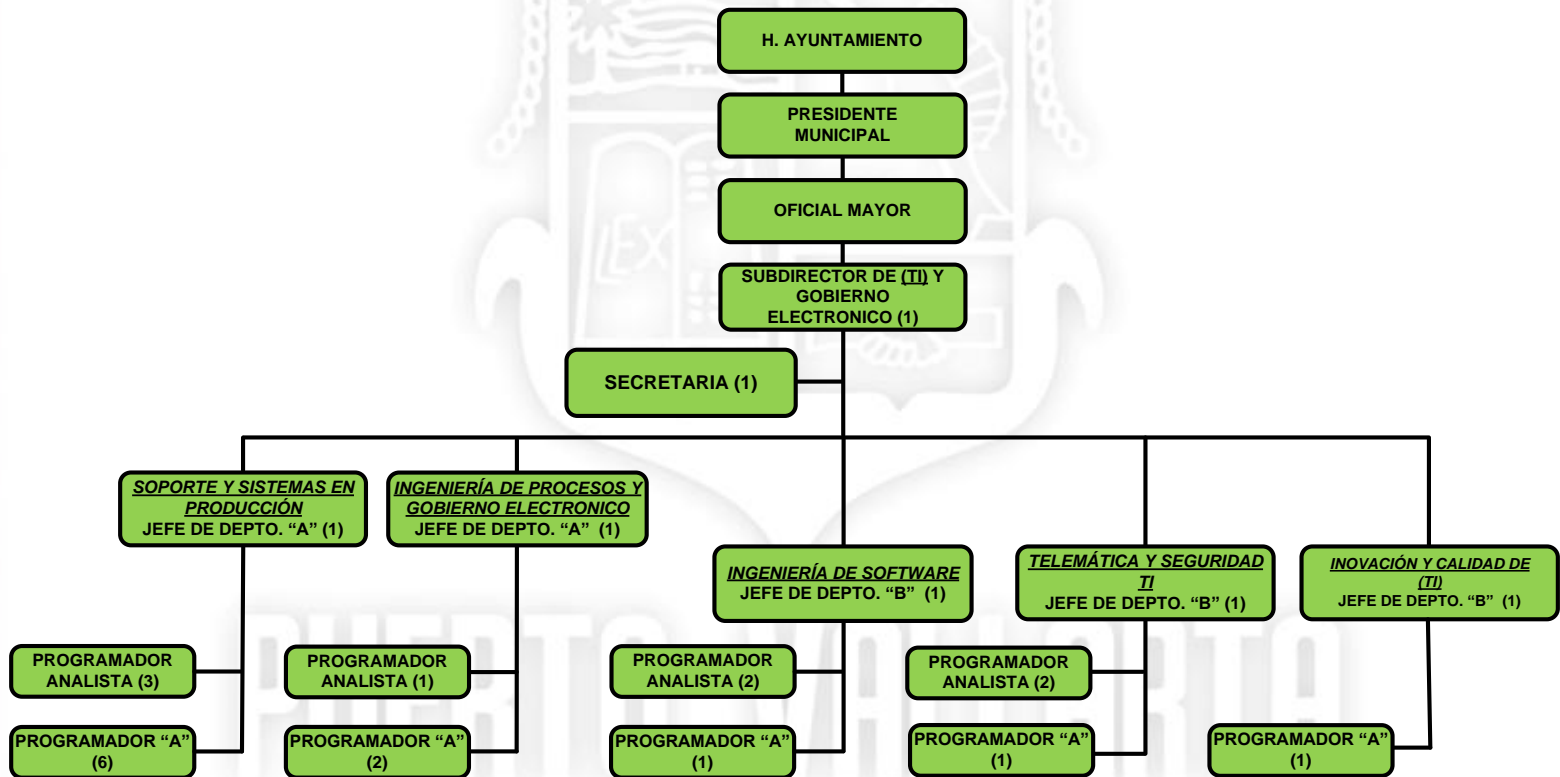 H. AYUNTAMIENTO
PRESIDENTE
MUNICIPAL
OFICIAL MAYOR
SUBDIRECTOR DE (TI) Y
GOBIERNO
ELECTRONICO (1)
SECRETARIA (1)
SOPORTE Y SISTEMAS EN
PRODUCCIÓN
JEFE DE DEPTO. “A” (1)
INGENIERÍA DE PROCESOS Y
GOBIERNO ELECTRONICO
JEFE DE DEPTO. “A” (1)
INGENIERÍA DE SOFTWARE
JEFE DE DEPTO. “B” (1)
TELEMÁTICA Y SEGURIDAD
TI
JEFE DE DEPTO. “B” (1)
INOVACIÓN Y CALIDAD DE
(TI)
JEFE DE DEPTO. “B” (1)
PROGRAMADOR
ANALISTA (3)
PROGRAMADOR
ANALISTA (1)
PROGRAMADOR
ANALISTA (2)
PROGRAMADOR
ANALISTA (2)
PROGRAMADOR “A”
(6)
PROGRAMADOR “A”
(2)
PROGRAMADOR “A”
(1)
PROGRAMADOR “A”
(1)
PROGRAMADOR “A”
(1)
LEX
PUERTO VALLARTA